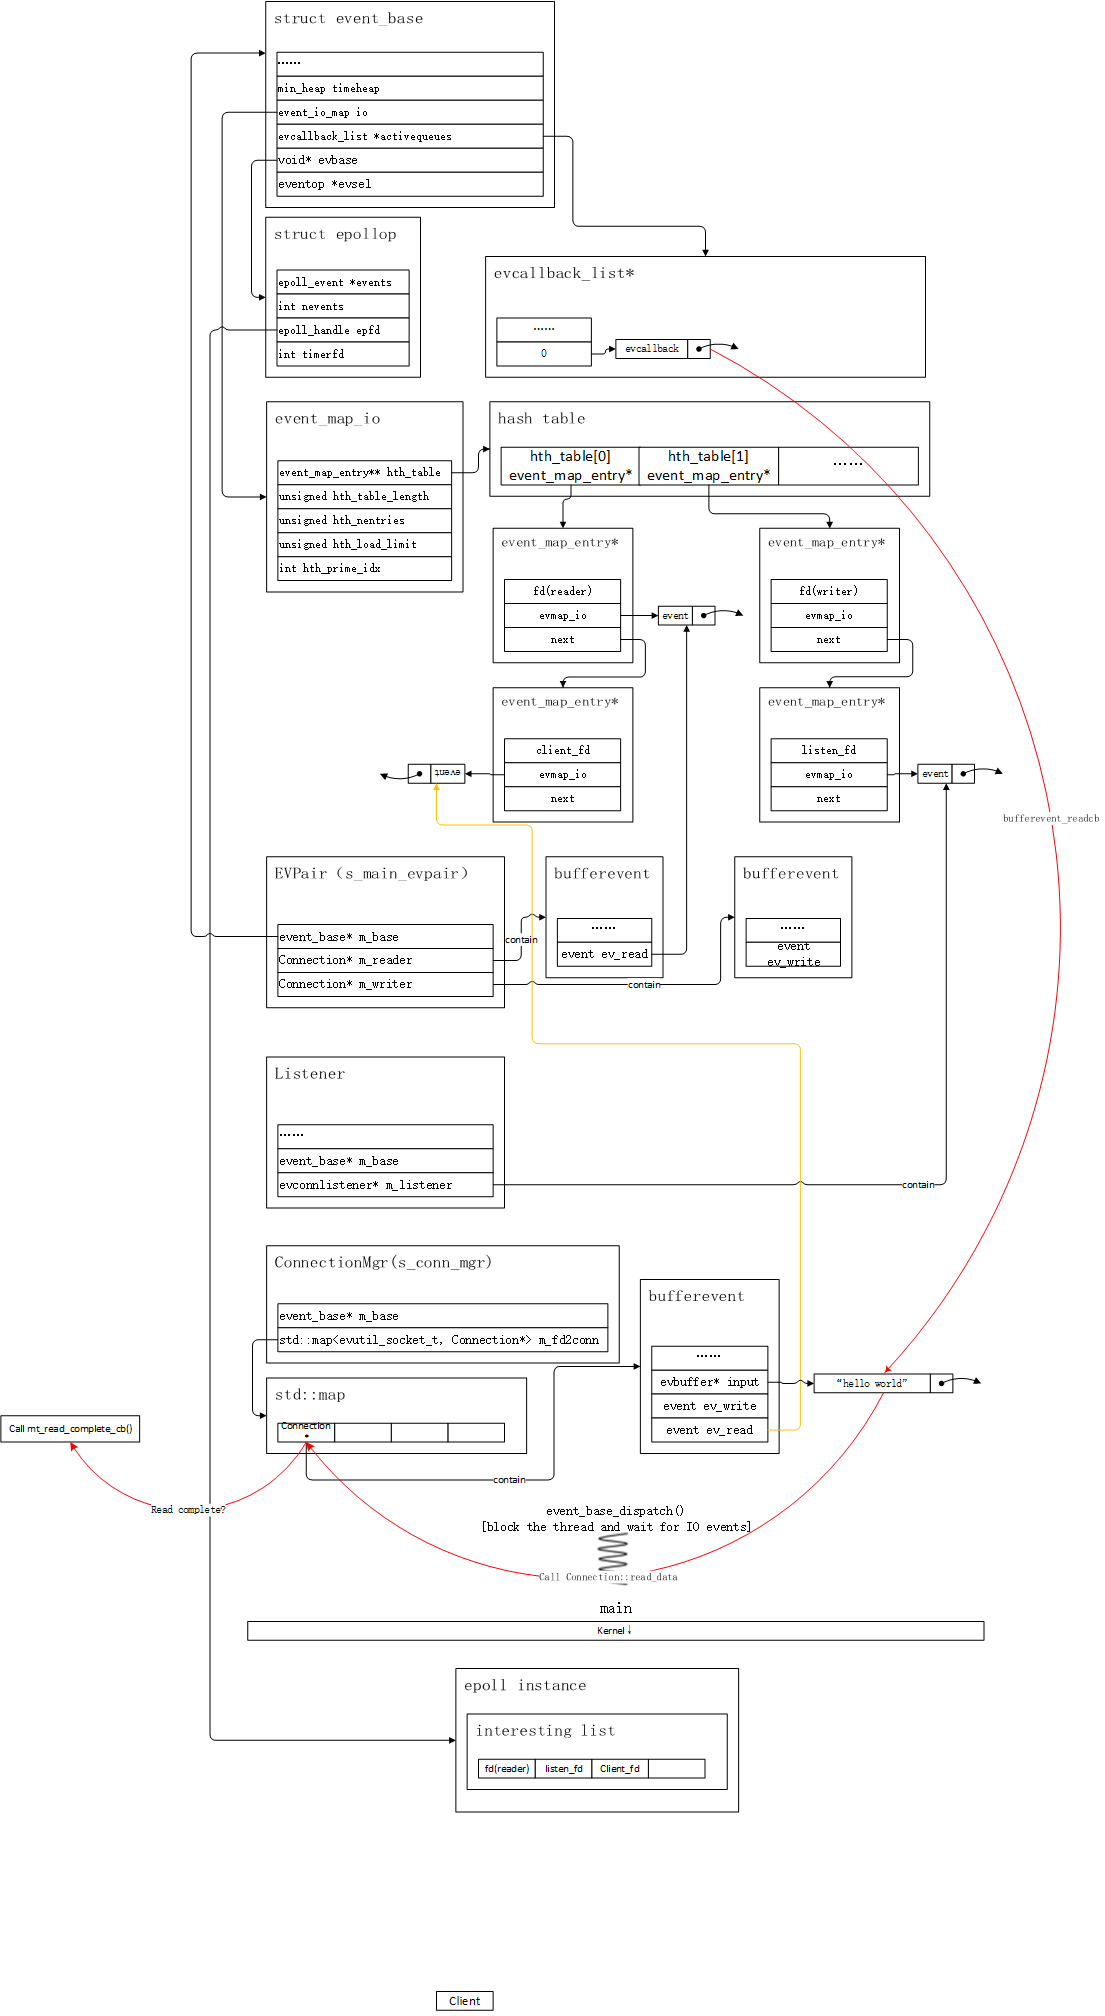 struct event_base
......
min_heap timeheap
event_io_map io
evcallback_list *activequeues
void* evbase
eventop *evsel
struct epollop
epoll_event *events
int nevents
epoll_handle epfd
int timerfd
evcallback_list*
......
0
evcallback
event_map_io
event_map_entry** hth_table
unsigned hth_table_length
unsigned hth_nentries
unsigned hth_load_limit
int hth_prime_idx
hash table
hth_table[0]
event_map_entry*
hth_table[1]
event_map_entry*
......
event_map_entry*
fd(reader)
evmap_io
next
event
event_map_entry*
fd(writer)
evmap_io
next
event_map_entry*
client_fd
evmap_io
next
event
event_map_entry*
listen_fd
evmap_io
next
event
bufferevent_readcb
EVPair (s_main_evpair)
event_base* m_base
Connection* m_reader
Connection* m_writer
contain
bufferevent
......
event ev_read
contain
bufferevent
......
event
ev_write
Listener
......
event_base* m_base
evconnlistener* m_listener
contain
ConnectionMgr(s_conn_mgr)
event_base* m_base
std::map<evutil_socket_t, Connection*> m_fd2conn
std::map
Connection
*
contain
bufferevent
......
evbuffer* input
event ev_write
event ev_read
“hello world”
Call mt_read_complete_cb()
Read complete?
event_base_dispatch()
[block the thread and wait for IO events]
Call Connection::read_data
main
Kernel↓
epoll instance
interesting list
fd(reader)
listen_fd
Client_fd
Client